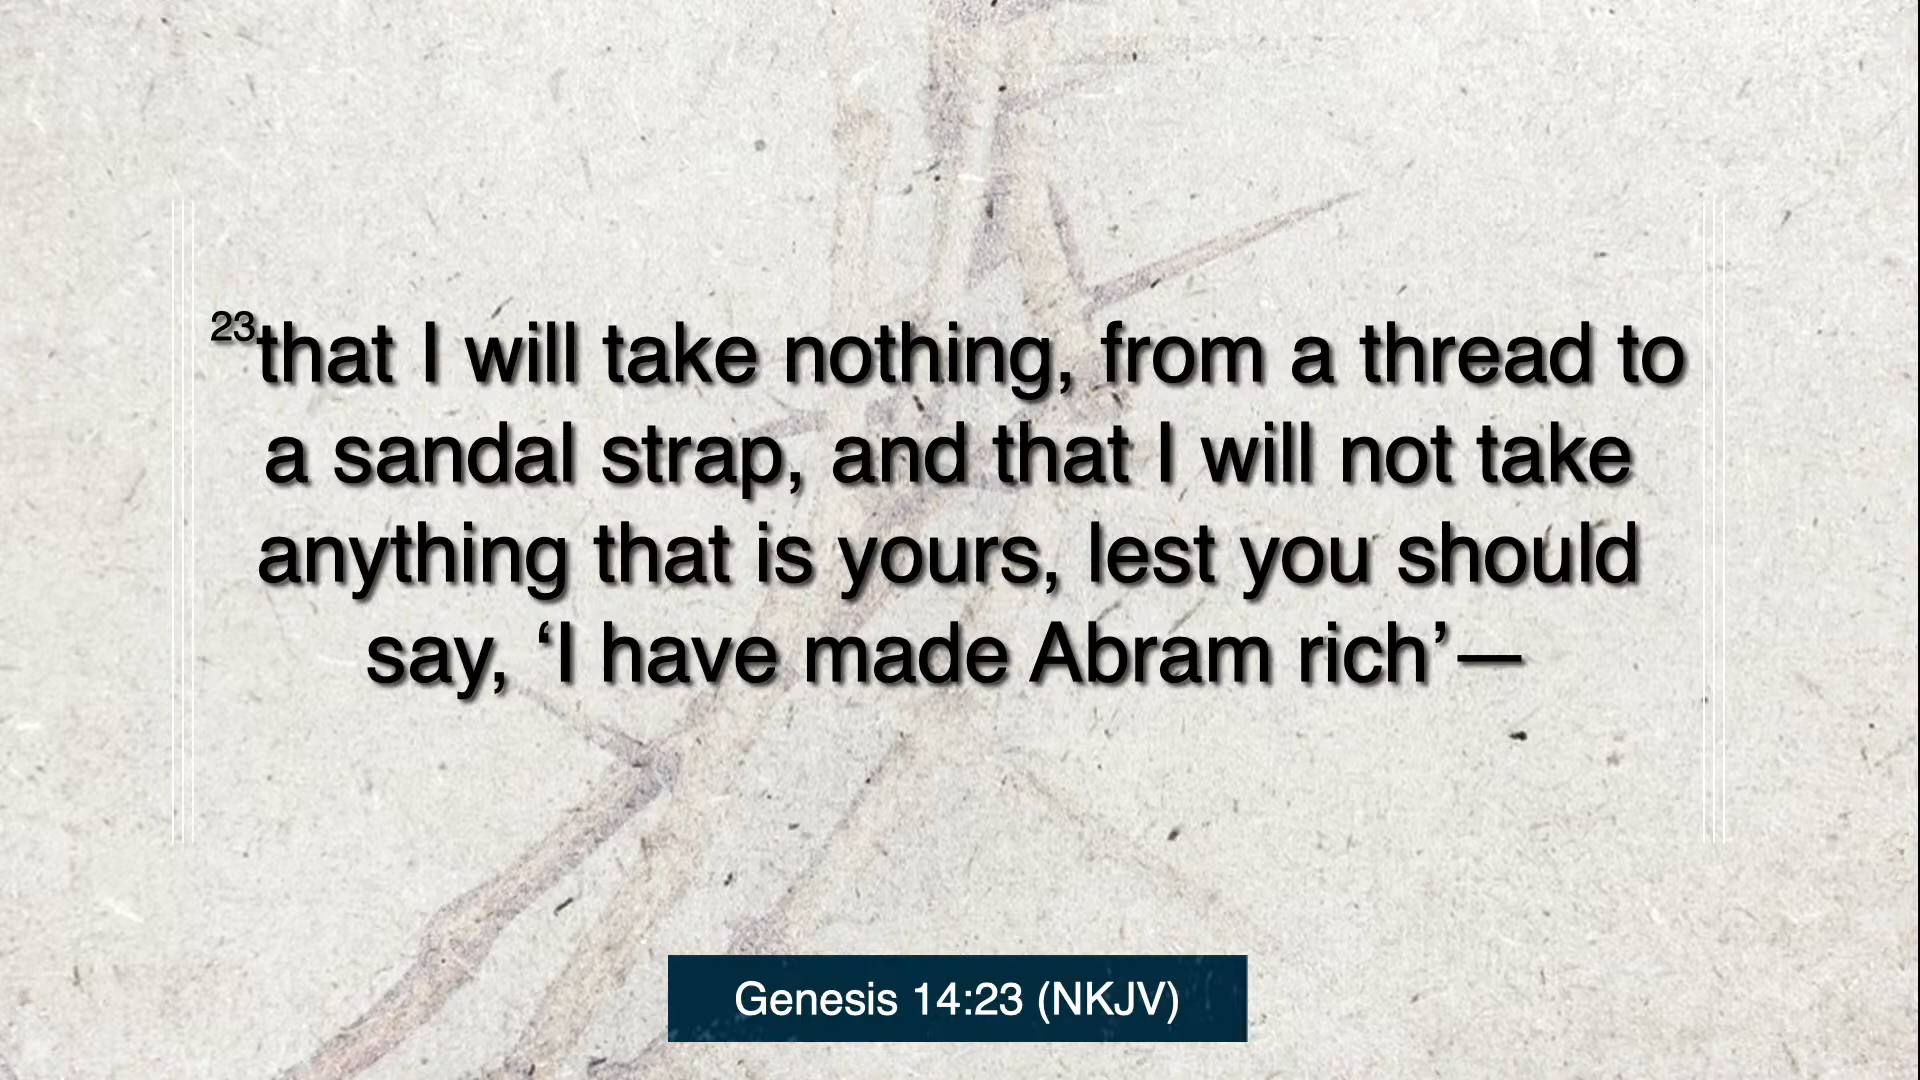 23that I will take nothing, from a thread to
a sandal strap, and that I will not take
anything that is yours, lest you should
say, ‘I have made Abram rich’—
Genesis 14:23 (NKJV)